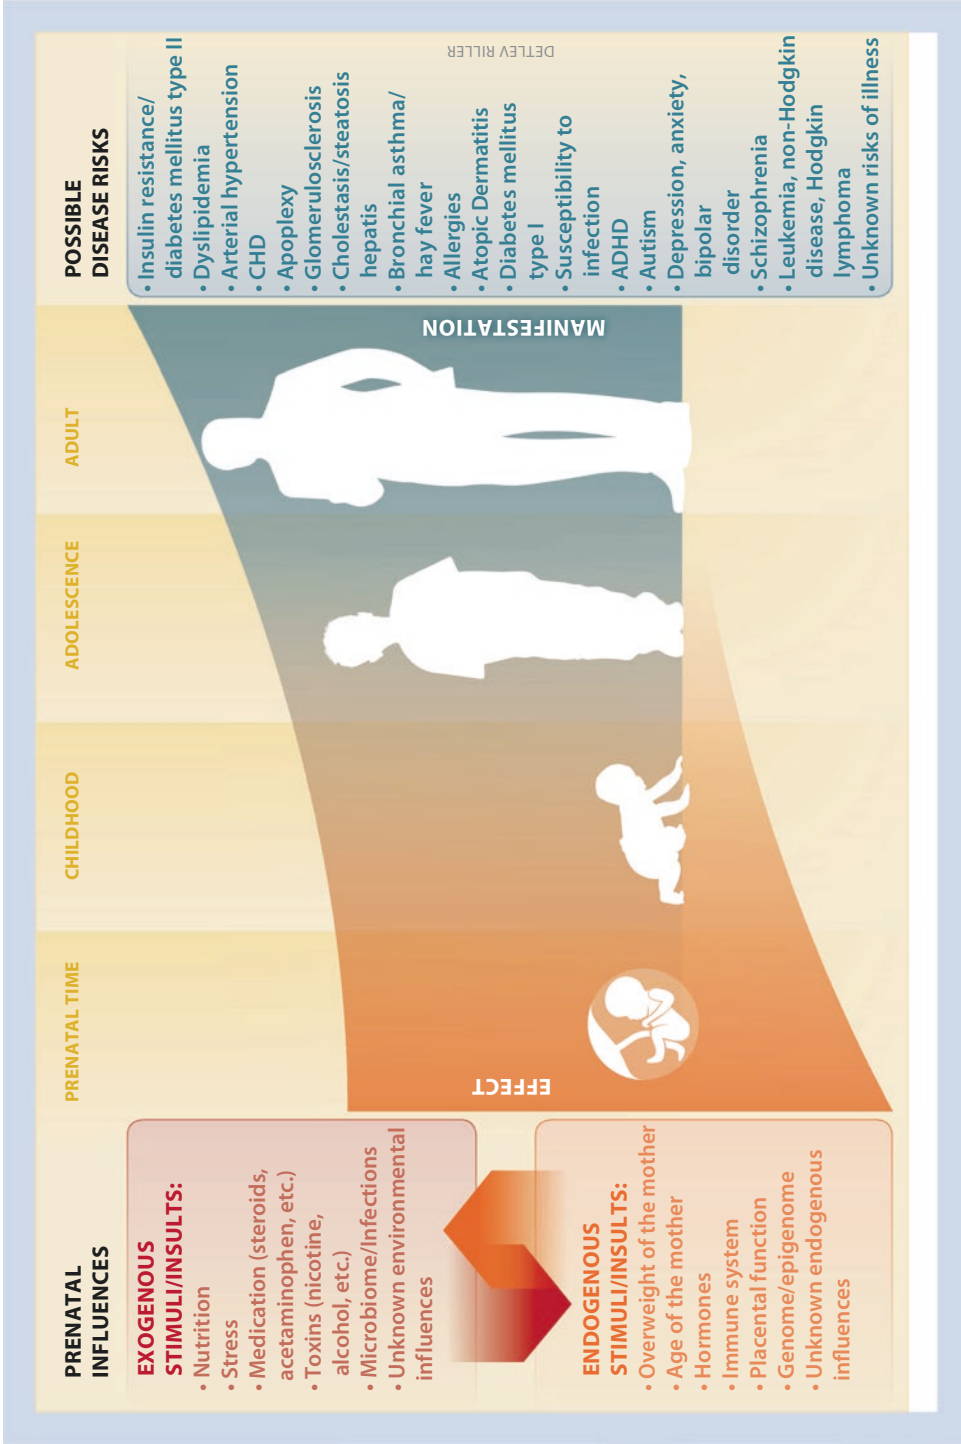 PRENATAL
INFLUENCES
PRENATAL TIME
CHILDHOOD
ADOLESCENCE
ADULT
POSSIBLE
DISEASE RISKS
EXOGENOUS
STIMULI/INSULTS:
• Nutrition
• Stress
• Medication (steroids,
acetaminophen, etc.)
• Toxins (nicotine,
alcohol, etc.)
• Microbiome/Infections
• Unknown environmental
influences
ENDOGENOUS
STIMULI/INSULTS:
• Overweight of the mother
• Age of the mother
• Hormones
• Immune system
• Placental function
• Genome/epigenome
• Unknown endogenous
influences
EFFECT
MANIFESTATION
• Insulin resistance/
diabetes mellitus type II
• Dyslipidemia
• Arterial hypertension
• CHD
• Apoplexy
• Glomerulosclerosis
• Cholestasis/steatosis
hepatis
• Bronchial asthma/
hay fever
• Allergies
• Atopic Dermatitis
• Diabetes mellitus
type I
• Susceptibility to
infection
• ADHD
• Autism
• Depression, anxiety,
bipolar
disorder
• Schizophrenia
• Leukemia, non-Hodgkin
disease, Hodgkin
lymphoma
• Unknown risks of illness
DETLEV RILLER